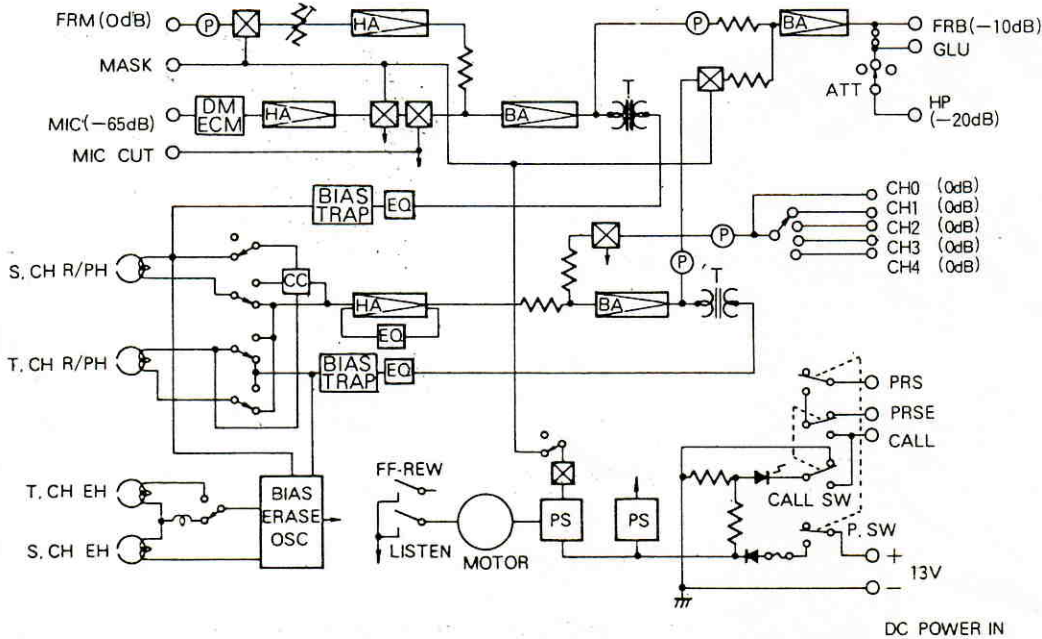 FRM (0dB)
P
HA
MASK
DM
ECM
MIC (-65dB)
HA
MIC CUT
BA
T
P
BA
FRB (-10dB)
GLU
ATT
HP
(-20dB)
BIAS
TRAP
EQ
S, CH R/PH
CC
HA
EQ
T, CH R/PH
BIAS
TRAP
EQ
BA
P
T
P
CH0 (0dB)
CH1 (0dB)
CH2 (0dB)
CH3 (0dB)
CH4 (0dB)
PRS
PRSE
CALL
CALL SW
P. SW
T, CH EH
S, CH EH
BIAS
ERASE
OSC
FF-REW
LISTEN
MOTOR
PS
PS
+
13V
-
DC POWER IN